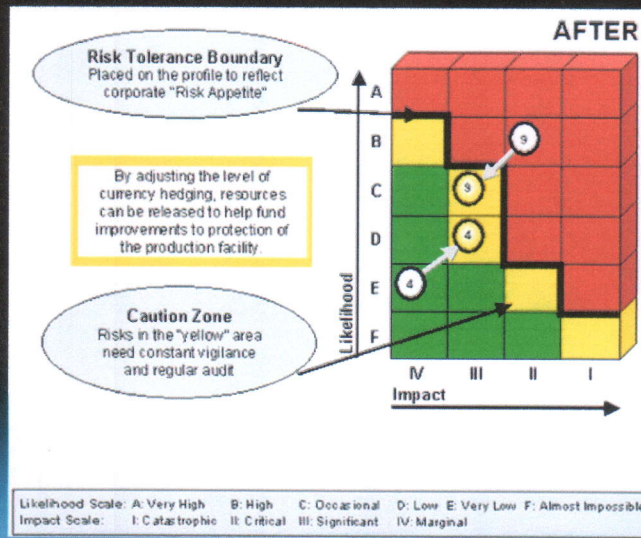 AFTER
Risk Tolerance Boundary
Placed on the profile to reflect
corporate "Risk Appetite"
By adjusting the level of
currency hedging, resources
can be released to help fund
improvements to protection
of the production facility.
Caution Zone
Risks in the "yellow" area
need constant vigilance
and regular audit
Likelihood
A
B
C
D
E
F
9
9
4
4
IV III II I
Impact
Likelihood Scale: A: Very High B: High C: Occasional D: Low E: Very Low F: Almost Impossible
Impact Scale: I: Catastrophic II: Critical III: Significant IV: Marginal